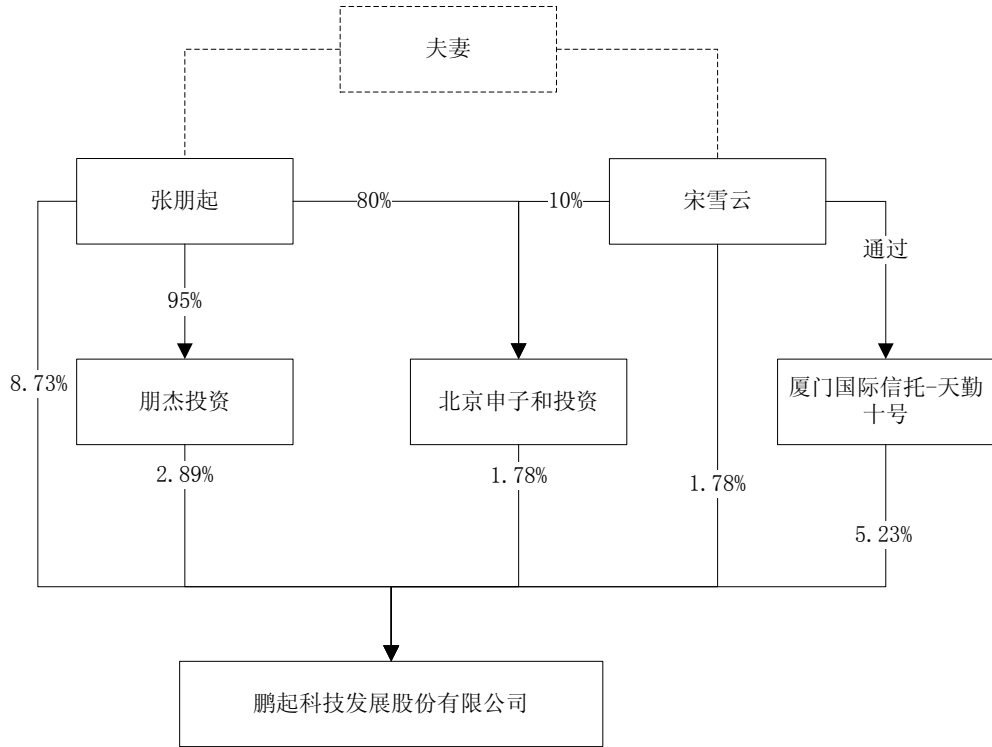 夫妻
张朋起
80%
10%
宋雪云
通过
95%
8.73%
朋杰投资
北京申子和投资
厦门国际信托-天勤
十号
2.89%
1.78%
1.78%
5.23%
鹏起科技发展股份有限公司